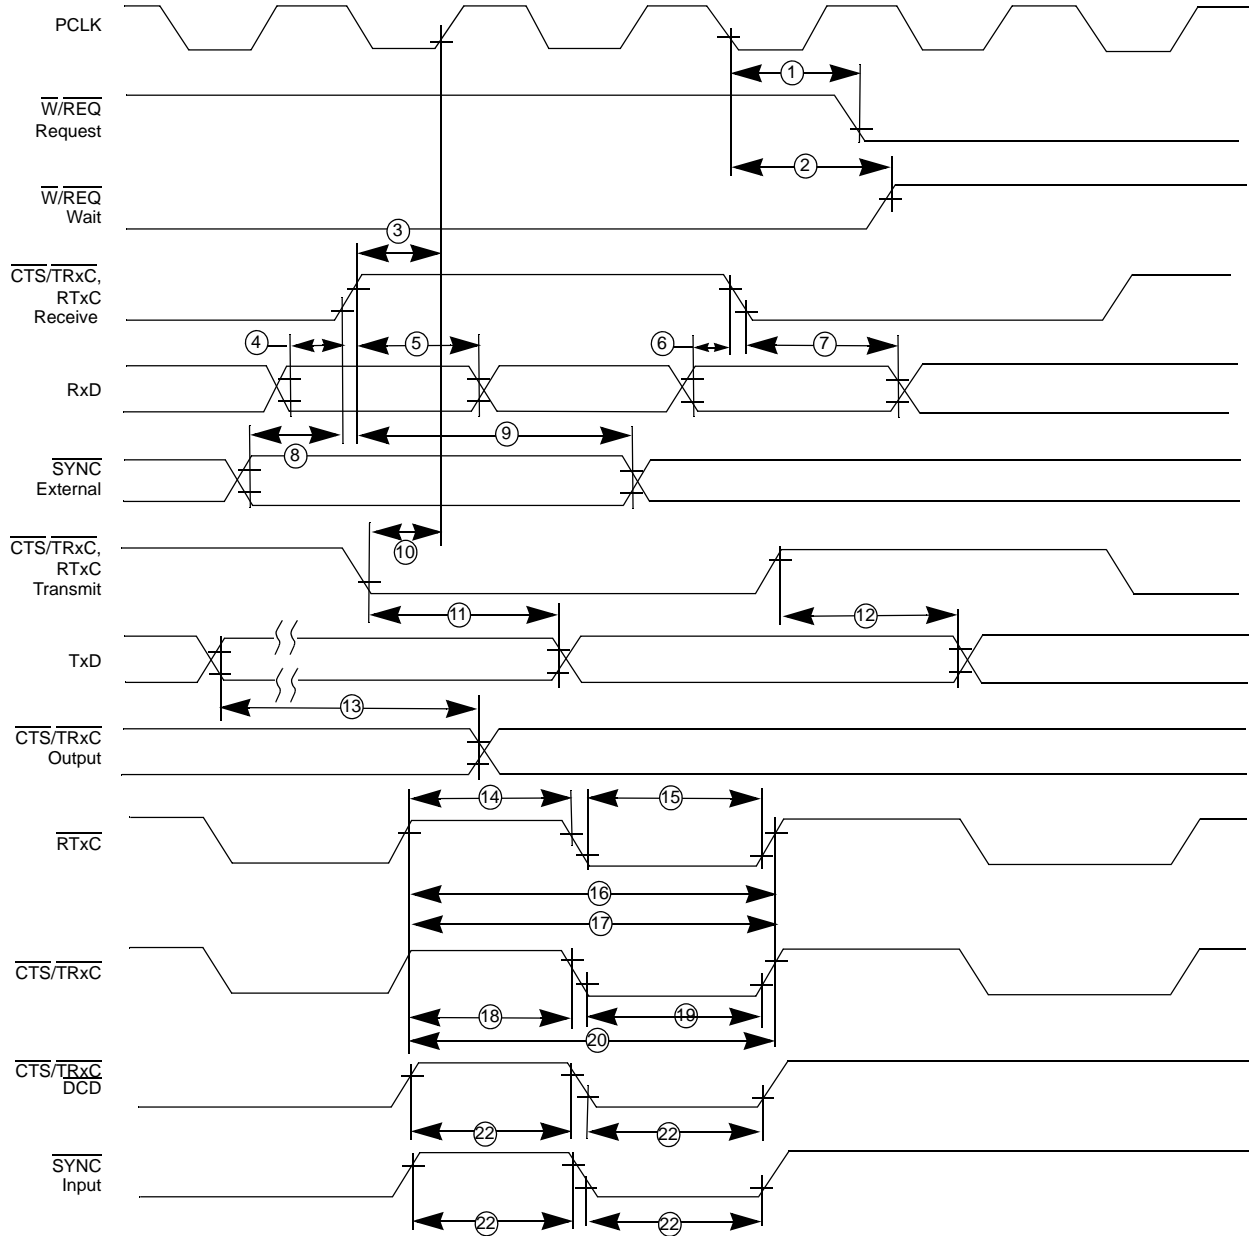 PCLK
1
W/REQ
Request
2
W/REQ
Wait
3
CTS/TRxC,
RTxC
Receive
4
5
6
7
RxD
8
9
SYNC
External
10
CTS/TRxC,
RTxC
Transmit
11
12
TxD
13
CTS/TRxC
Output
14
15
RTxC
16
17
CTS/TRxC
18
19
20
CTS/TRxC
DCD
22
22
SYNC
Input
22
22